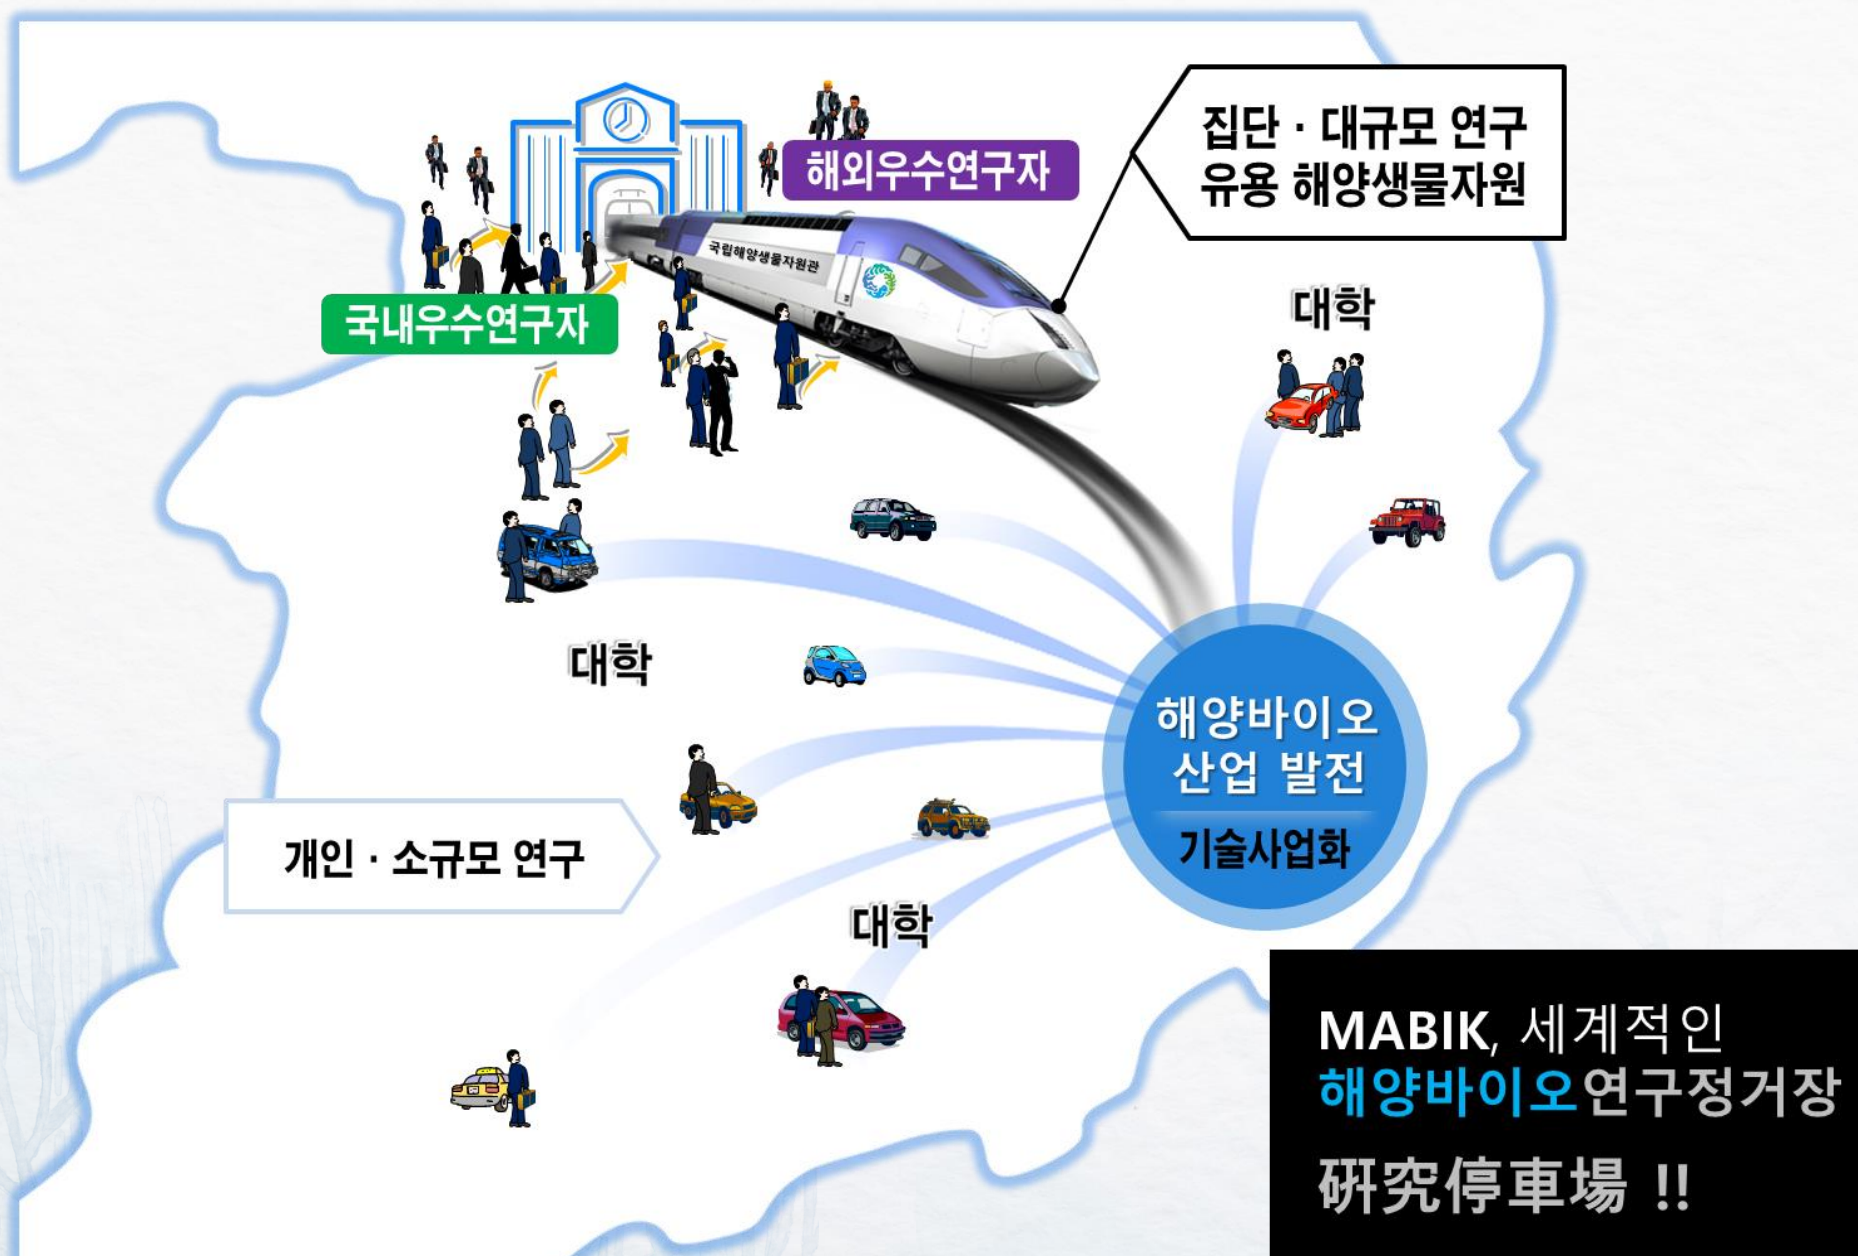 집단 · 대규모 연구
유용 해양생물자원
해외우수연구자
국립해양생물자원관
국내우수연구자
대학
대학
해양바이오
산업 발전
기술사업화
개인 · 소규모 연구
대학
MABIK, 세계적인
해양바이오연구정거장
硏究停車場 !!